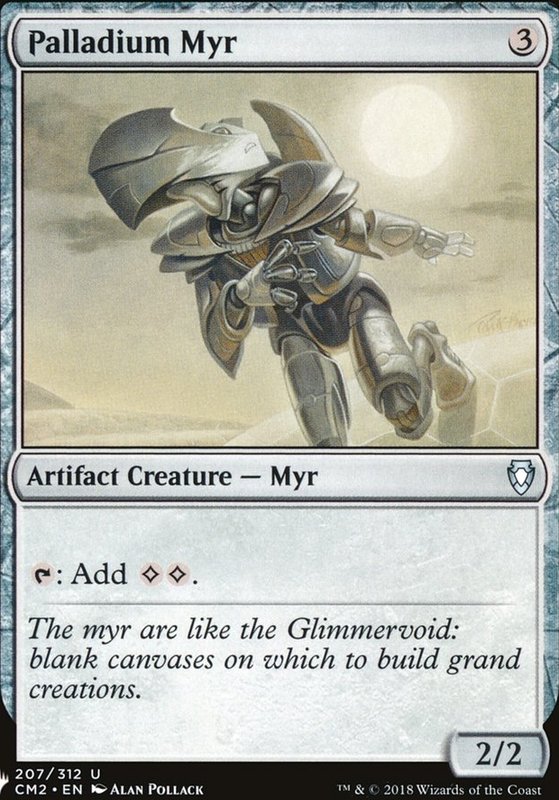 Palladium Myr 3
Artifact Creature — Myr
: Add .
The myr are like the Glimmervoid:
blank canvases on which to build grand
creations.
2/2
207/312 U
CM2 • EN Alan Pollack
™ & © 2018 Wizards of the Coast